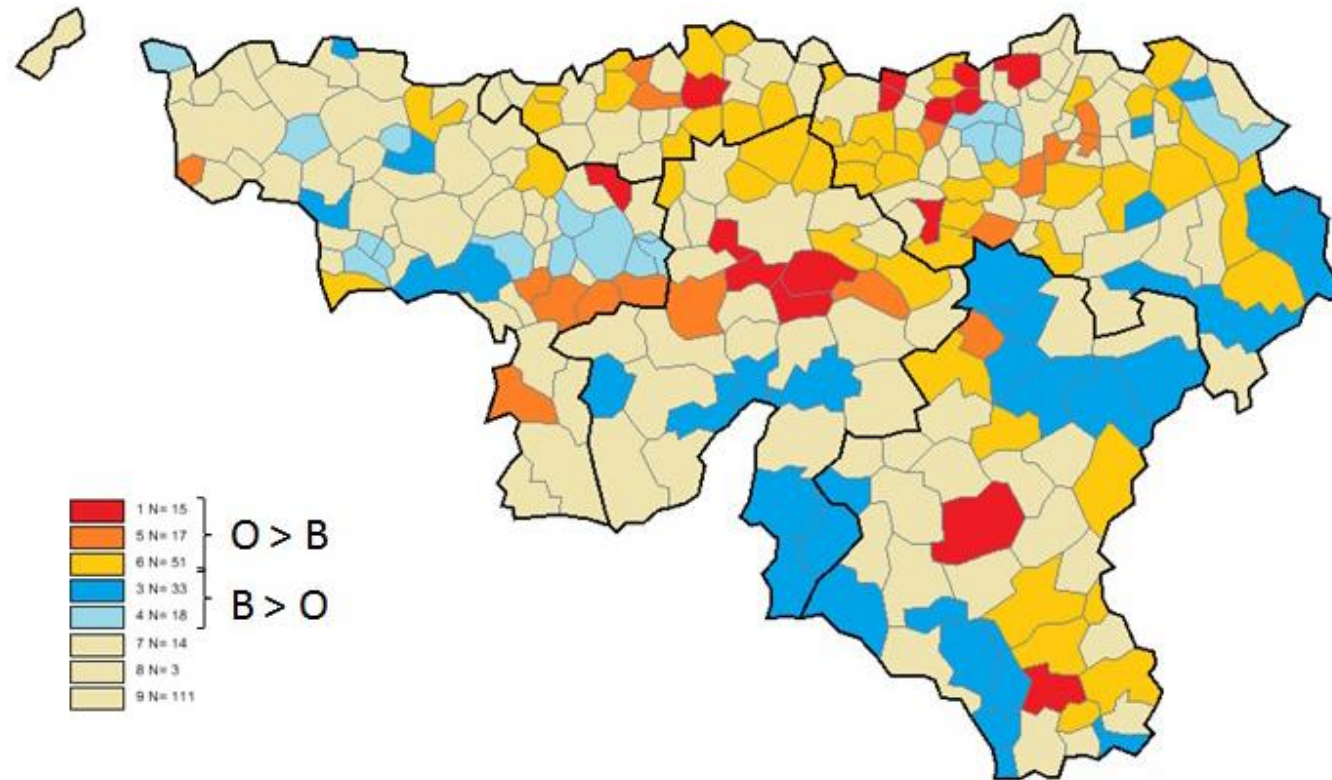 1 N= 15
5 N= 17
6 N= 51
O > B
3 N= 33
4 N= 18
B > O
7 N= 14
8 N= 3
9 N= 111